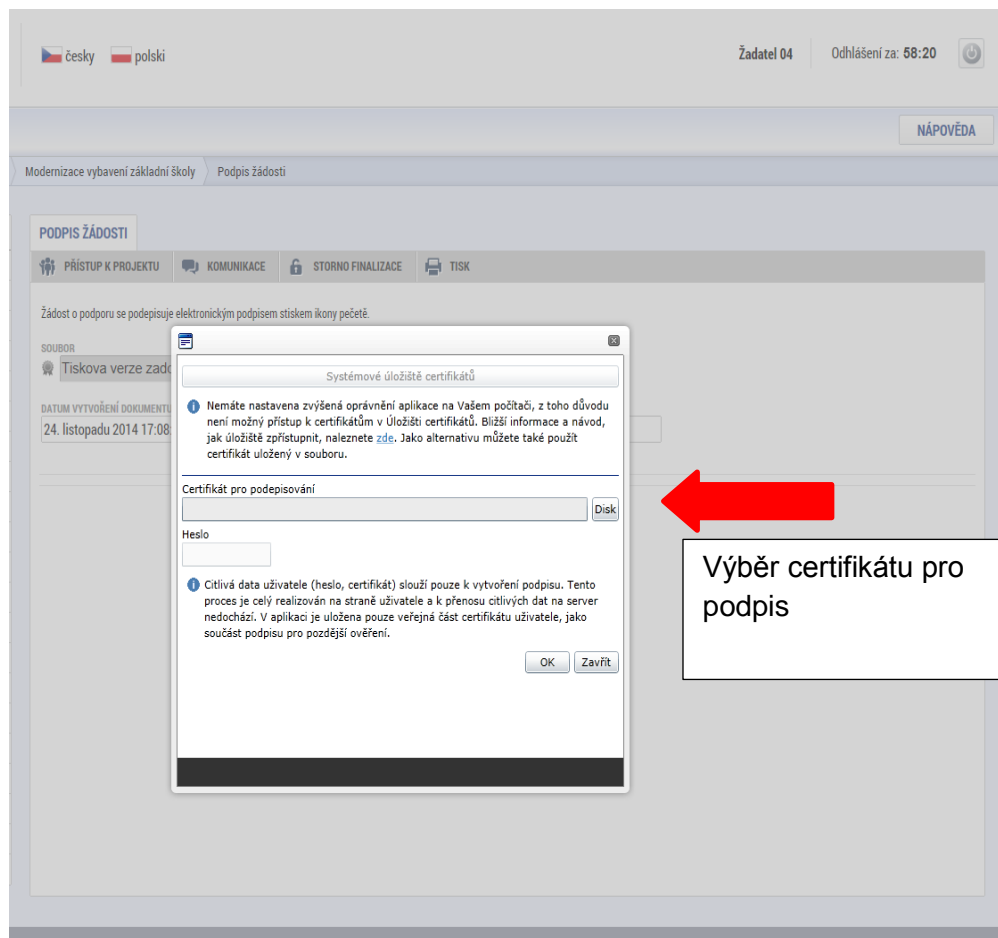 česky polski Žadatel 04 Odhlášení za: 58:20
NÁPOVĚDA
Modernizace vybavení základní školy Podpis žádosti
PODPIS ŽÁDOSTI
PŘÍSTUP K PROJEKTU KOMUNIKACE STORNO FINALIZACE TISK
Žádost o podporu se podepisuje elektronickým podpisem stiskem ikony pečetě.
SOUBOR
Tiskova verze zado
DATUM VYTVOŘENÍ DOKUMENTU
24. listopadu 2014 17:08:
Systémové úložiště certifikátů
Nemáte nastavena zvýšená oprávnění aplikace na Vašem počítači, z toho důvodu
není možný přístup k certifikátům v Úložišti certifikátů. Bližší informace a návod,
jak úložiště zpřístupnit, naleznete zde. Jako alternativu můžete také použít
certifikát uložený v souboru.
Certifikát pro podepisování
Disk
Heslo
Citlivá data uživatele (heslo, certifikát) slouží pouze k vytvoření podpisu. Tento
proces je celý realizován na straně uživatele a k přenosu citlivých dat na server
nedochází. V aplikaci je uložena pouze veřejná část certifikátu uživatele, jako
součást podpisu pro pozdější ověření.
OK Zavřít
Výběr certifikátu pro
podpis